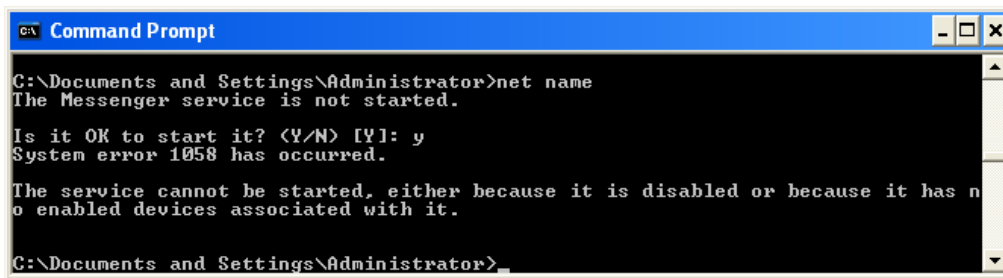 Command Prompt
C:\Documents and Settings\Administrator>net name
The Messenger service is not started.
Is it OK to start it? (Y/N) [Y]: y
System error 1058 has occurred.
The service cannot be started, either because it is disabled or because it has n
o enabled devices associated with it.
C:\Documents and Settings\Administrator>_